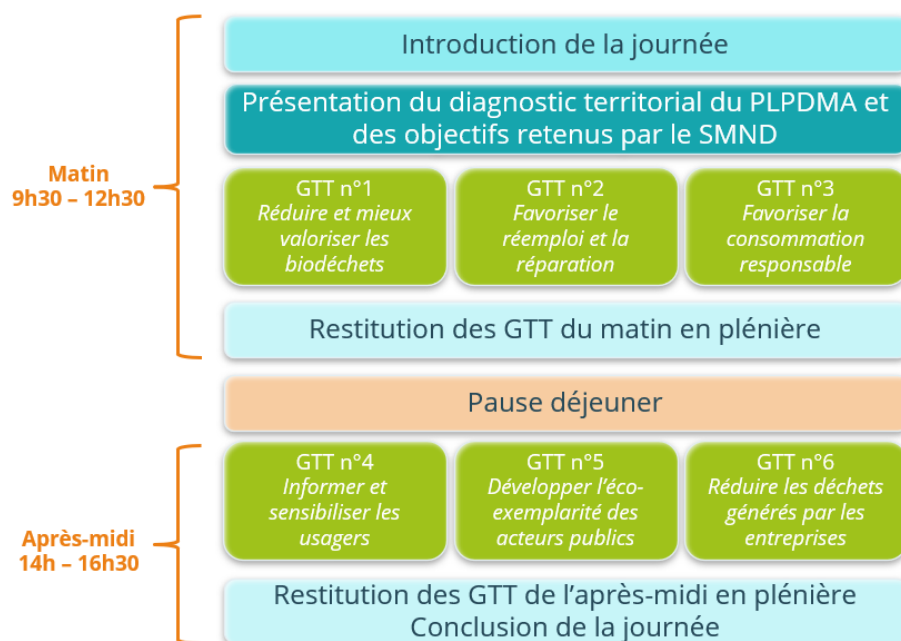 Introduction de la journée
Présentation du diagnostic territorial du PLPDMA et
des objectifs retenus par le SMND
Matin
9h30 – 12h30
GTT n°1
Réduire et mieux
valoriser les
biodéchets
GTT n°2
Favoriser le
réemploi et la
réparation
GTT n°3
Favoriser la
consommation
responsable
Restitution des GTT du matin en plénière
Pause déjeuner
Après-midi
14h – 16h30
GTT n°4
Informer et
sensibiliser les
usagers
GTT n°5
Développer l’éco-
exemplarité des
acteurs publics
GTT n°6
Réduire les déchets
générés par les
entreprises
Restitution des GTT de l’après-midi en plénière
Conclusion de la journée